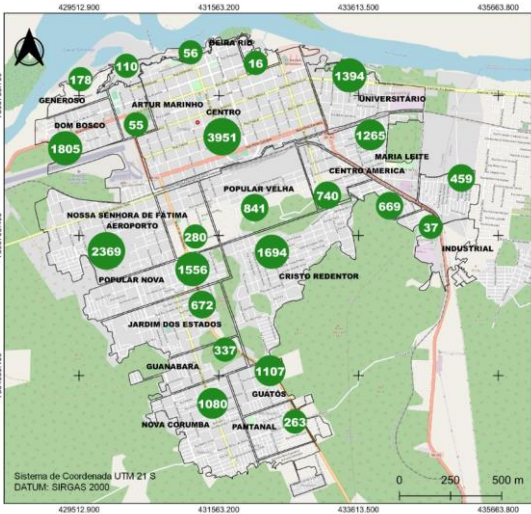 429512.900 431563.200 433613.500 435663.800
BEIRA RIO
56
16
110
178
1394
GENEROSO
ARTUR MARINHO
UNIVERSITÁRIO
CENTRO
DOM BOSCO
55
3951
1265
1805
MARIA LEITE
CENTRO AMERICA
459
POPULAR VELHA
740
841
669
NOSSA SENHORA DE FÁTIMA
AEROPORTO
37
280
2369
1694
INDUSTRIAL
1556
POPULAR NOVA
CRISTO REDENTOR
672
JARDIM DOS ESTADOS
337
GUANABARA
1107
GUATÓS
1080
263
NOVA CORUMBA
PANTANAL
Sistema de Coordenada UTM 21 S
DATUM: SIRGAS 2000
0 250 500 m
429512.900 431563.200 433613.500 435663.800